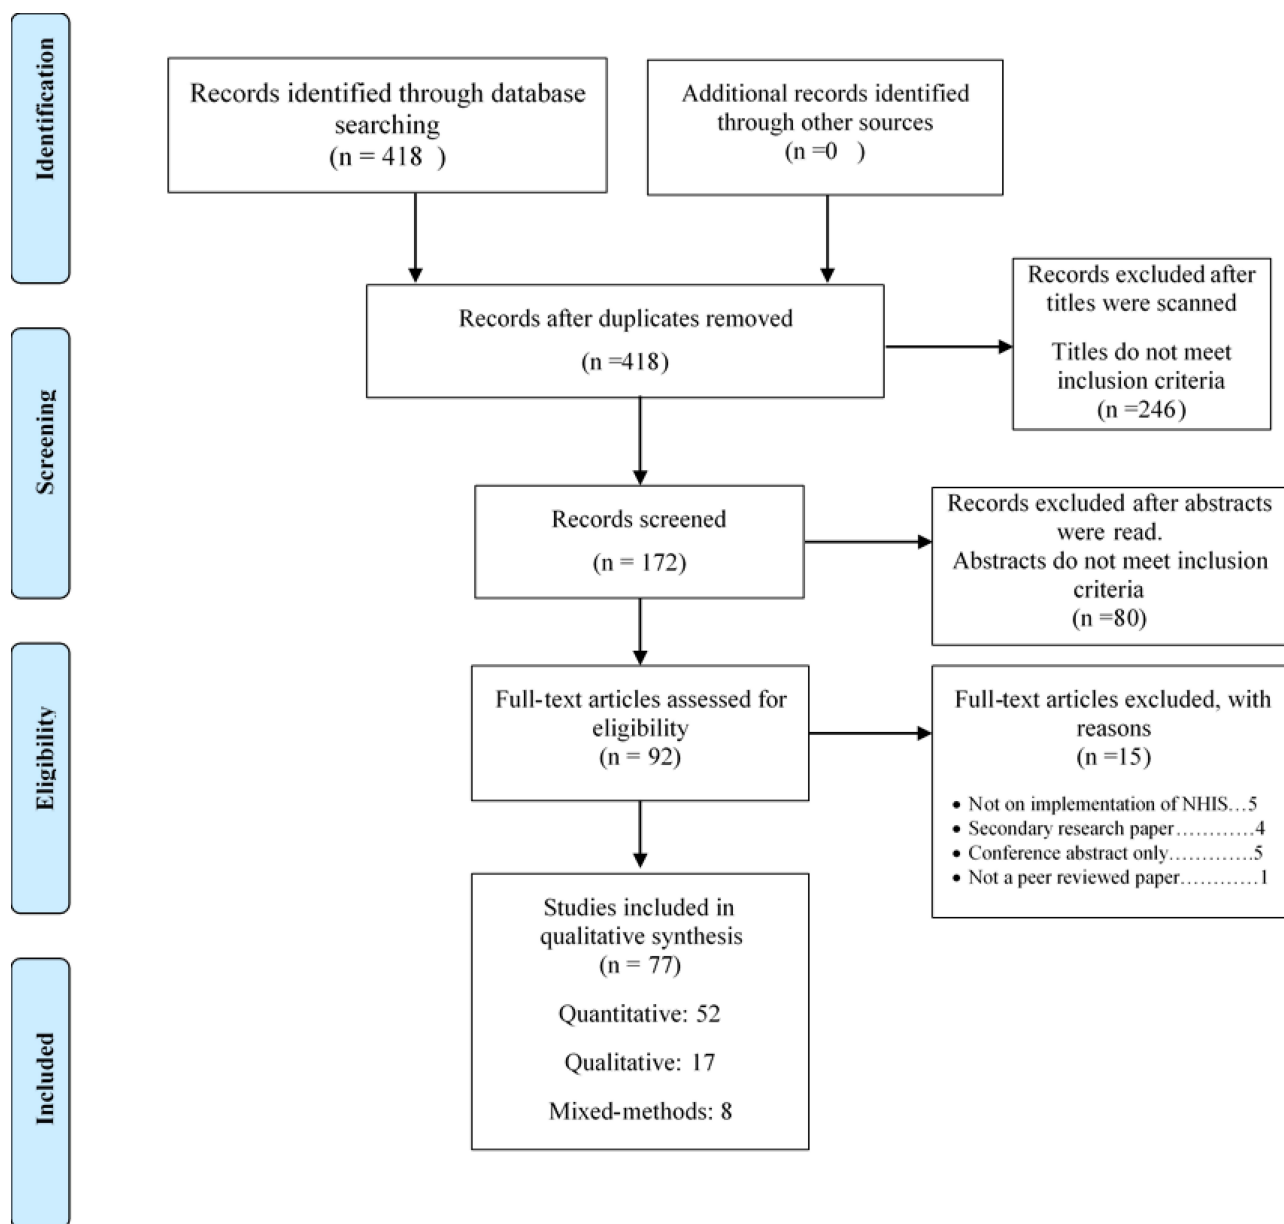 Identification
Records identified through database
searching
(n = 418 )
Additional records identified
through other sources
(n =0 )
Records after duplicates removed
(n =418)
Records excluded after
titles were scanned
Titles do not meet
inclusion criteria
(n =246)
Screening
Records screened
(n = 172)
Records excluded after abstracts
were read.
Abstracts do not meet inclusion
criteria
(n =80)
Eligibility
Full-text articles assessed for
eligibility
(n = 92)
Full-text articles excluded, with
reasons
(n =15)
• Not on implementation of NHIS…5
• Secondary research paper…………4
• Conference abstract only………….5
• Not a peer reviewed paper…………1
Included
Studies included in
qualitative synthesis
(n = 77)
Quantitative: 52
Qualitative: 17
Mixed-methods: 8